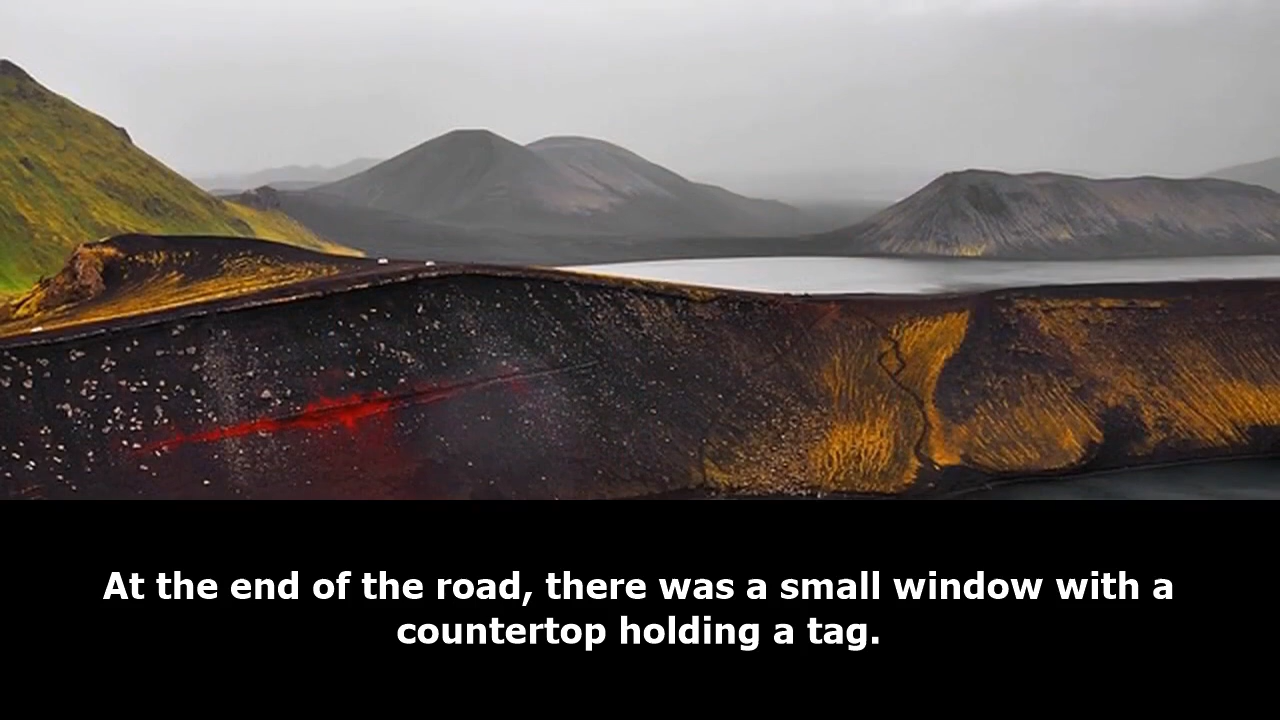 At the end of the road, there was a small window with a
countertop holding a tag.